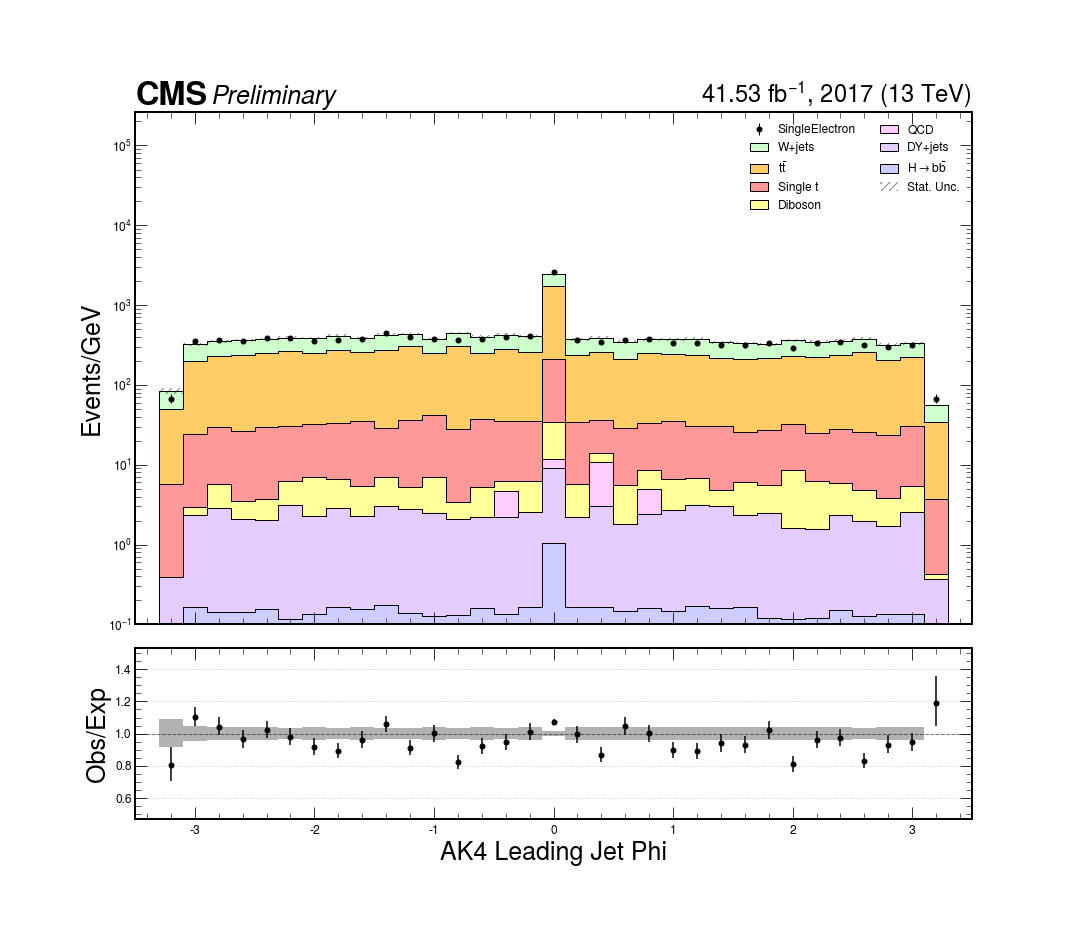 CMS Preliminary
41.53 fb⁻¹, 2017 (13 TeV)
SingleElectron
W+jets
tt̄
Single t
Diboson
QCD
DY+jets
H→bb̄
Stat. Unc.
Events/GeV
10⁵
10⁴
10³
10²
10¹
10⁰
10⁻¹
Obs/Exp
1.4
1.2
1.0
0.8
0.6
-3 -2 -1 0 1 2 3
AK4 Leading Jet Phi